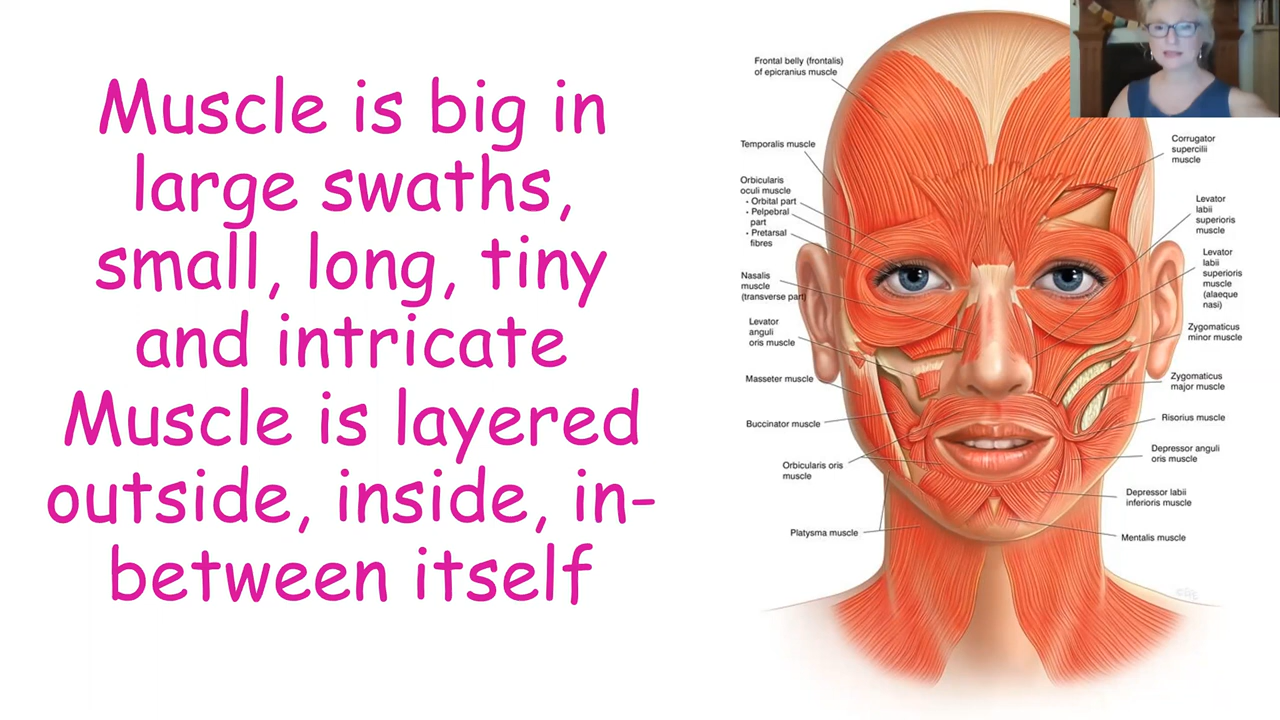 Muscle is big in
large swaths,
small, long, tiny
and intricate
Muscle is layered
outside, inside, in-
between itself
Frontal belly (frontalis)
of epicranius muscle
Temporalis muscle
Orbicularis
oculi muscle
• Orbital part
• Pelpebral
part
• Pretarsal
fibres
Nasalis
muscle
(transverse part)
Levator
anguli
oris muscle
Masseter muscle
Buccinator muscle
Orbicularis oris
muscle
Platysma muscle
Corrugator
supercilii
muscle
Levator
labii
superioris
muscle
Levator
labii
superioris
muscle
(alaeque
nasi)
Zygomaticus
minor muscle
Zygomaticus
major muscle
Risorius muscle
Depressor anguli
oris muscle
Depressor labii
inferioris muscle
Mentalis muscle